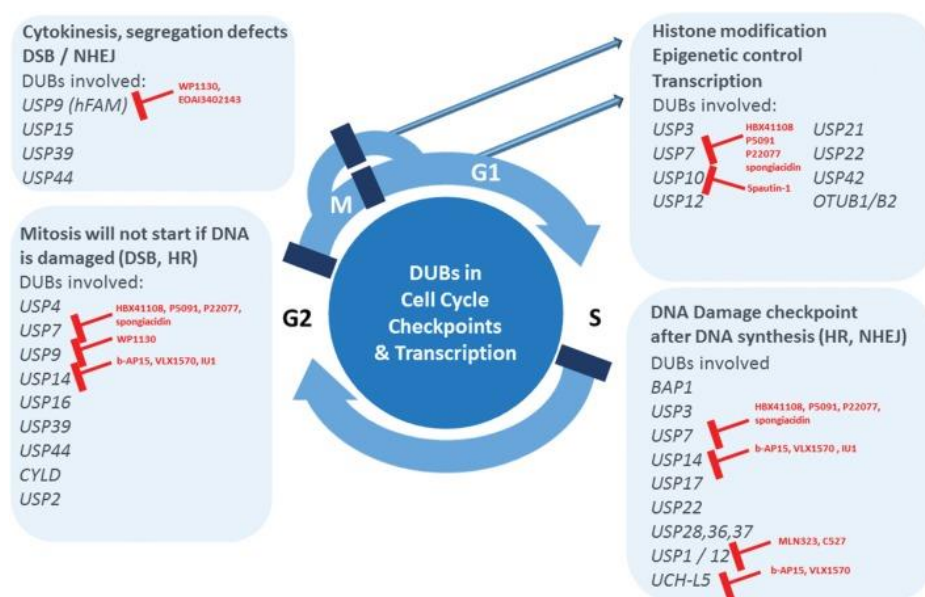 Cytokinesis, segregation defects
DSB / NHEJ
DUBs involved:
USP9 (hFAM)
WP1130,
EOAI3402143
USP15
USP39
USP44
Mitosis will not start if DNA
is damaged (DSB, HR)
DUBs involved:
USP4
HBX41108, P5091, P22077,
spongiacidin
USP7
WP1130
USP9
b-AP15, VLX1570, IU1
USP14
USP16
USP39
USP44
CYLD
USP2
M
G1
G2
S
DUBs in
Cell Cycle
Checkpoints
& Transcription
Histone modification
Epigenetic control
Transcription
DUBs involved:
USP3
HBX41108
P5091
P22077
spongiacidin
USP7
USP10
Spautin-1
USP12
USP21
USP22
USP42
OTUB1/B2
DNA Damage checkpoint
after DNA synthesis (HR, NHEJ)
DUBs involved
BAP1
USP3
HBX41108, P5091, P22077,
spongiacidin
USP7
b-AP15, VLX1570 , IU1
USP14
USP17
USP22
USP28,36,37
MLN323, C527
USP1 / 12
b-AP15, VLX1570
UCH-L5